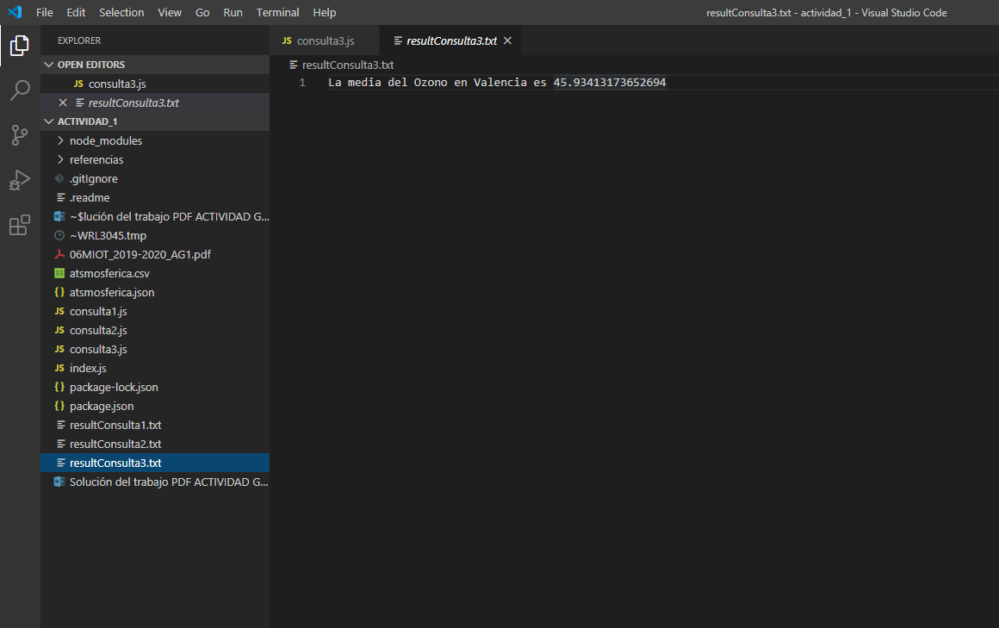 File Edit Selection View Go Run Terminal Help
resultConsulta3.txt - actividad_1 - Visual Studio Code
EXPLORER
OPEN EDITORS
JS consulta3.js
resultConsulta3.txt
ACTIVIDAD_1
node_modules
referencias
.gitIgnore
.readme
~$lución del trabajo PDF ACTIVIDAD G...
~WRL3045.tmp
06MIOT_2019-2020_AG1.pdf
atsmosferica.csv
{} atsmosferica.json
JS consulta1.js
JS consulta2.js
JS consulta3.js
JS index.js
{} package-lock.json
{} package.json
resultConsulta1.txt
resultConsulta2.txt
resultConsulta3.txt
Solución del trabajo PDF ACTIVIDAD G...
JS consulta3.js
resultConsulta3.txt
resultConsulta3.txt
1 La media del Ozono en Valencia es 45.93413173652694